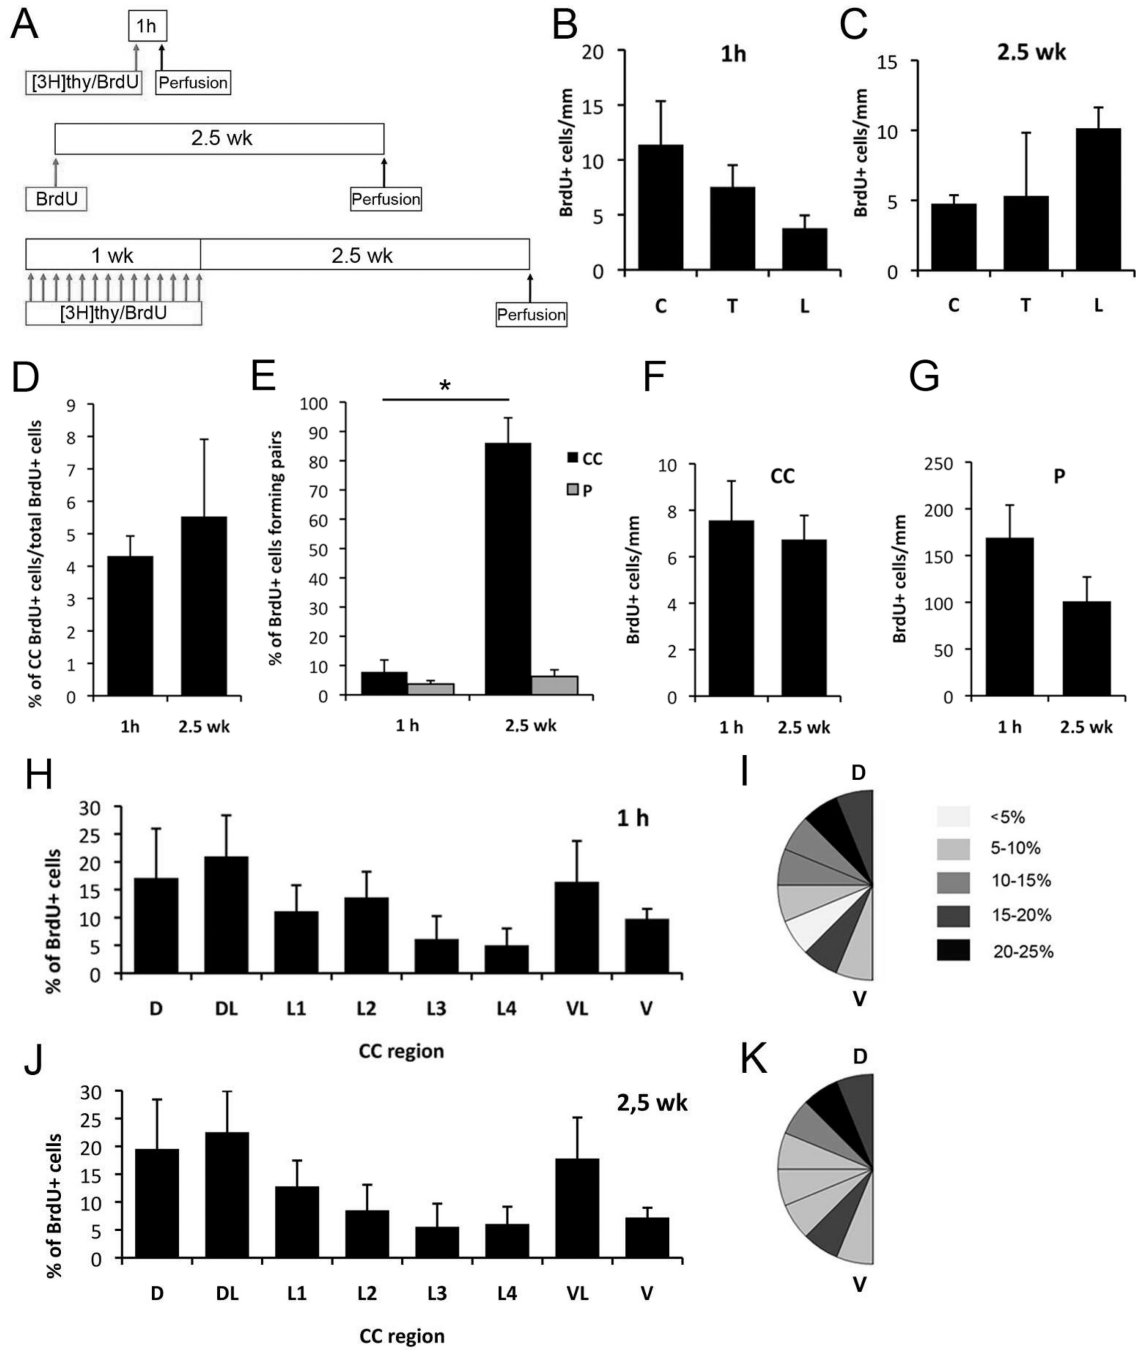 A
1h
[3H]thy/BrdU
Perfusion
2.5 wk
BrdU
Perfusion
1 wk
2.5 wk
[3H]thy/BrdU
Perfusion
B
1h
BrdU+ cells/mm
20
15
10
5
0
C T L
C
2.5 wk
BrdU+ cells/mm
15
10
5
0
C T L
D
% of CC BrdU+ cells/total BrdU+ cells
9
8
7
6
5
4
3
2
1
0
1h 2.5 wk
E
% of BrdU+ cells forming pairs
100
90
80
70
60
50
40
30
20
10
0
*
CC
P
1 h 2.5 wk
F
CC
BrdU+ cells/mm
10
8
6
4
2
0
1 h 2.5 wk
G
P
BrdU+ cells/mm
250
200
150
100
50
0
1 h 2.5 wk
H
1 h
% of BrdU+ cells
30
25
20
15
10
5
0
D DL L1 L2 L3 L4 VL V
CC region
I
D
V
<5%
5-10%
10-15%
15-20%
20-25%
J
2,5 wk
% of BrdU+ cells
30
25
20
15
10
5
0
D DL L1 L2 L3 L4 VL V
CC region
K
D
V